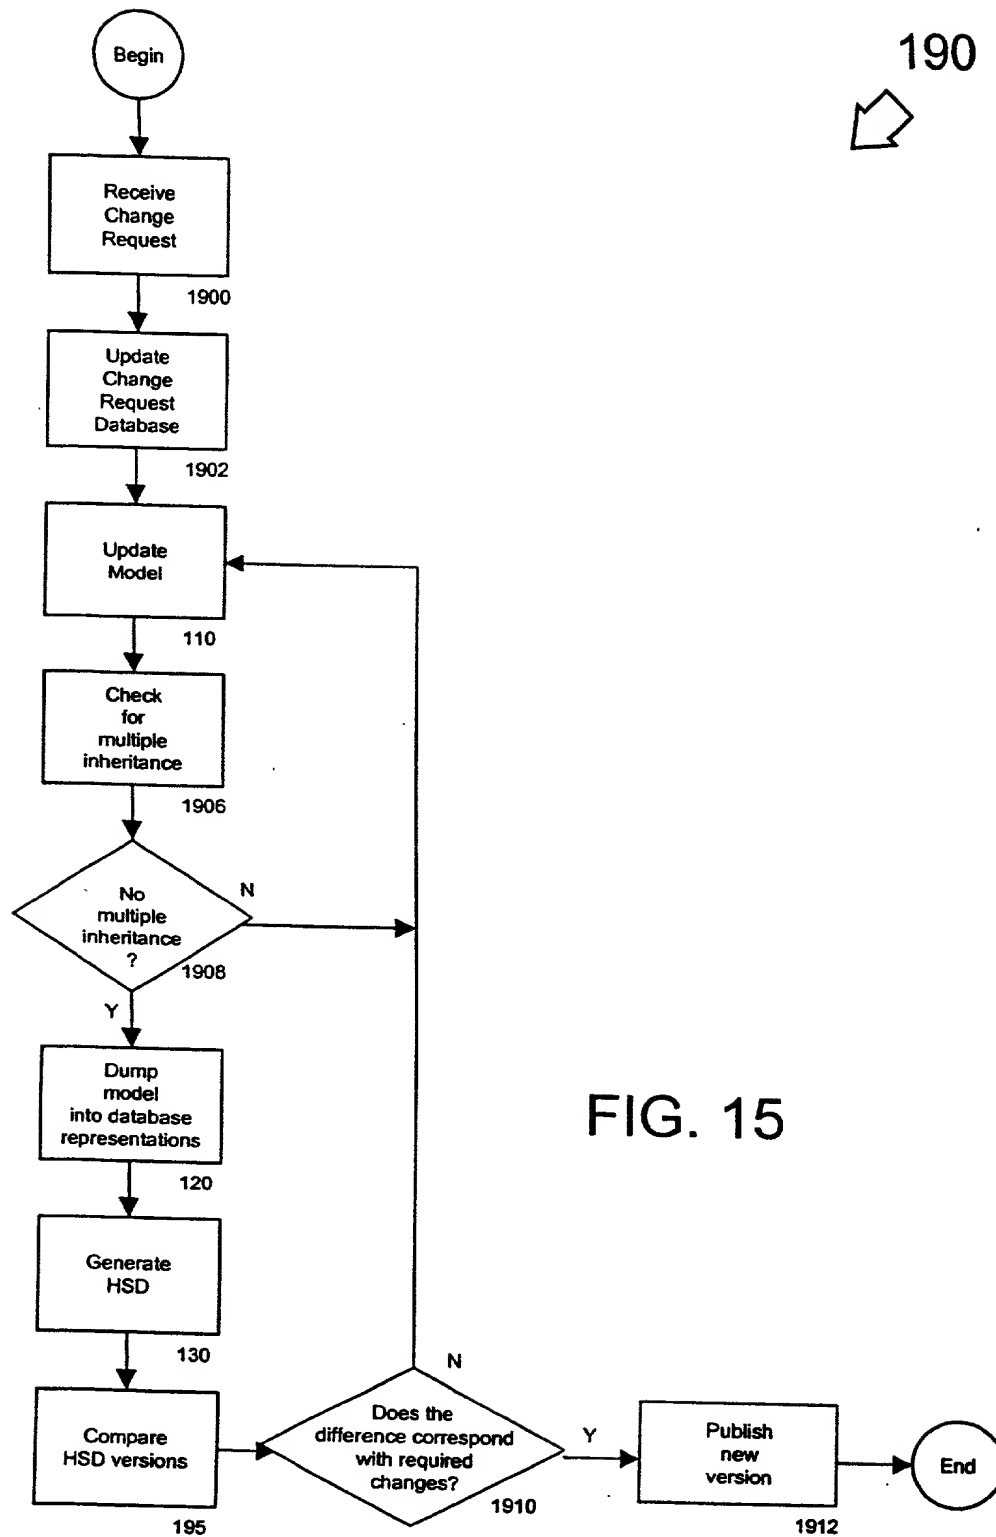 190
Begin
Receive
Change
Request
1900
Update
Change
Request
Database
1902
Update
Model
110
Check
for
multiple
inheritance
1906
No
multiple
inheritance
?
N
1908
Y
Dump
model
into database
representations
120
FIG. 15
Generate
HSD
130
Compare
HSD versions
195
N
Does the
difference correspond
with required
changes?
1910
Y
Publish
new
version
1912
End